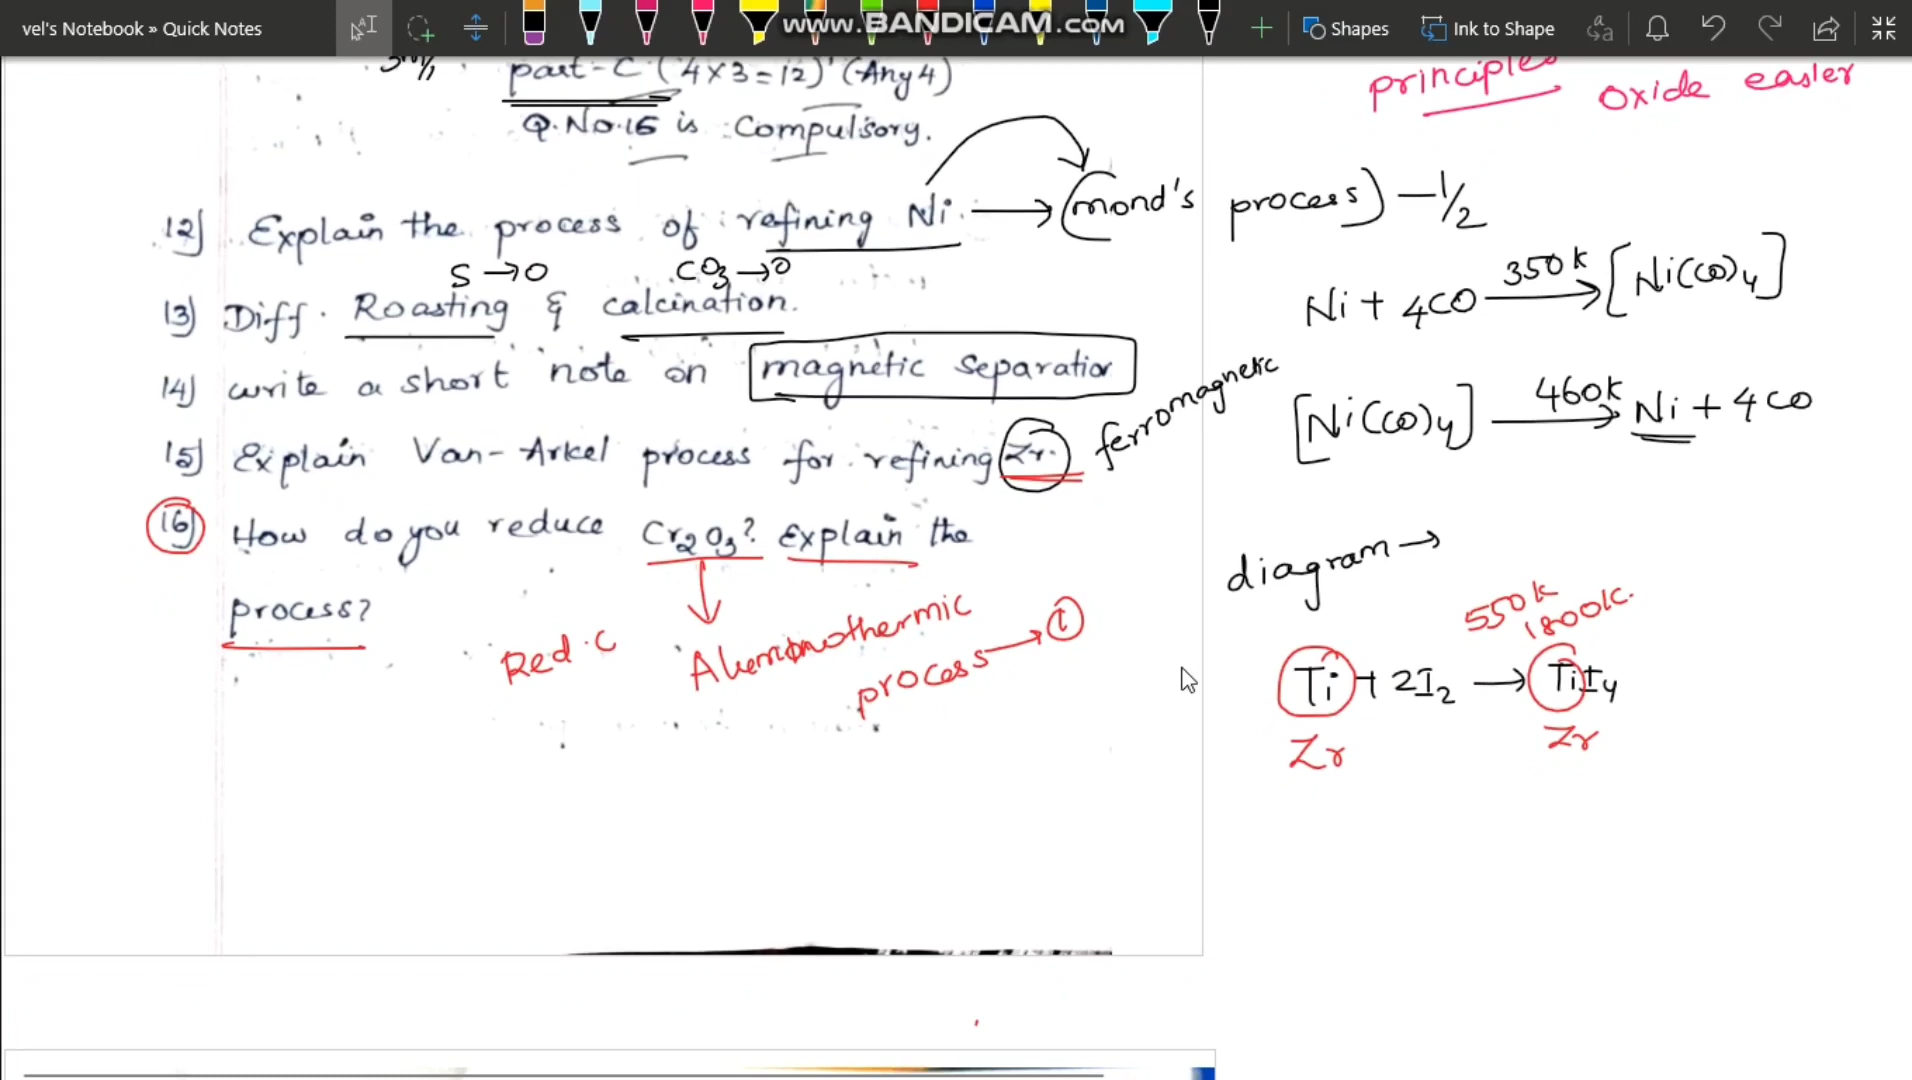 vel's Notebook » Quick Notes
www.BANDICAM.com
Shapes
Ink to Shape
part-C (4x3=12) (Any 4)
Q.No.16 is Compulsory.
principles
oxide easier
12) Explain the process of refining Ni. → (mond's process) - 1/2
S → O
CO3 → O
13) Diff. Roasting & calcination.
14) write a short note on magnetic Separation
15) Explain Van-Arkel process for refining Zr.
ferromagnetic
16) How do you reduce Cr2O3? Explain the
process?
Red. C
process → 1
Ni + 4CO 350K → [Ni(CO)4]
[Ni(CO)4] 460K → Ni + 4CO
diagram →
550K
1800K.
Ti + 2I2 → TiI4
Zr
Zr